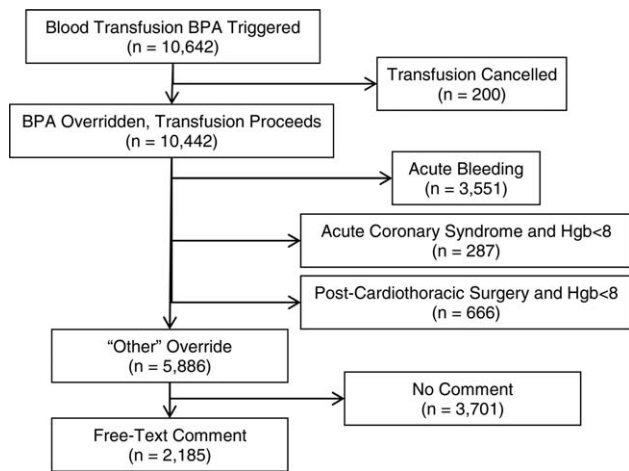 Blood Transfusion BPA Triggered
(n = 10,642)
Transfusion Cancelled
(n = 200)
BPA Overridden, Transfusion Proceeds
(n = 10,442)
Acute Bleeding
(n = 3,551)
Acute Coronary Syndrome and Hgb<8
(n = 287)
Post-Cardiothoracic Surgery and Hgb<8
(n = 666)
“Other” Override
(n = 5,886)
No Comment
(n = 3,701)
Free-Text Comment
(n = 2,185)